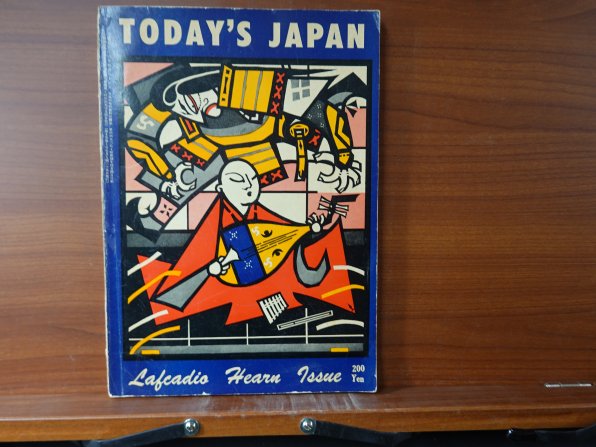 TODAY'S JAPAN
Lafcadio Hearn Issue
200
Yen